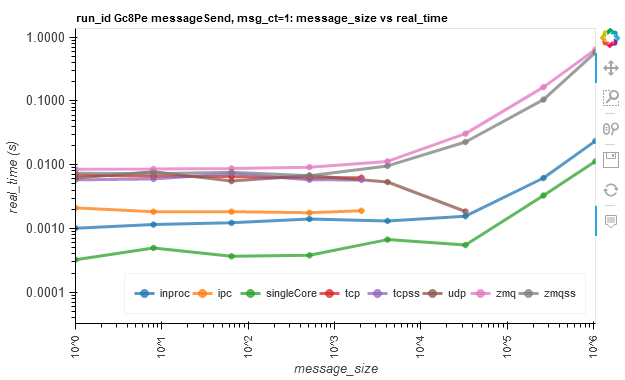 run_id Gc8Pe messageSend, msg_ct=1: message_size vs real_time
real_time (s)
1.0000
0.1000
0.0100
0.0010
0.0001
inproc ipc singleCore tcp tcpss udp zmq zmqss
10^0 10^1 10^2 10^3 10^4 10^5 10^6
message_size